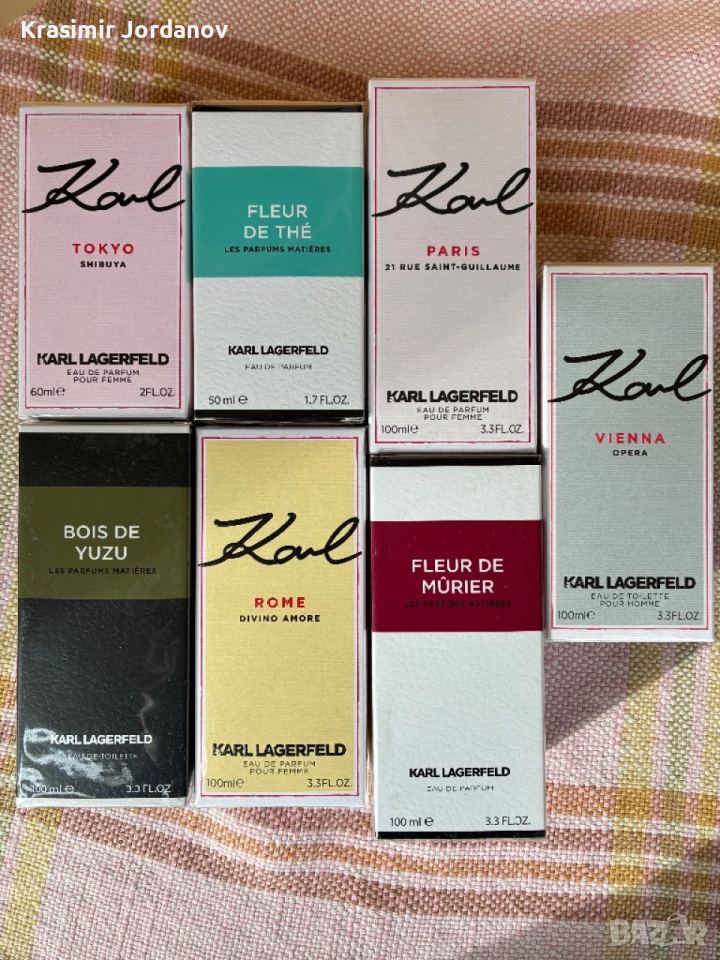 Krasimir Jordanov
Karl
TOKYO
SHIBUYA
KARL LAGERFELD
EAU DE PARFUM
POUR FEMME
60ml℮ 2FL.OZ.
FLEUR
DE THÉ
LES PARFUMS MATIÈRES
KARL LAGERFELD
EAU DE PARFUM
50 ml ℮ 1.7 FL.OZ.
Karl
PARIS
21 RUE SAINT-GUILLAUME
KARL LAGERFELD
EAU DE PARFUM
POUR FEMME
100ml℮ 3.3FL.OZ.
Karl
VIENNA
OPERA
KARL LAGERFELD
EAU DE TOILETTE
POUR HOMME
100ml℮ 3.3FL.OZ.
BOIS DE
YUZU
LES PARFUMS MATIÈRES
KARL LAGERFELD
EAU DE TOILETTE
100 ml ℮ 3.3 FL.OZ.
Karl
ROME
DIVINO AMORE
KARL LAGERFELD
EAU DE PARFUM
POUR FEMME
100ml℮ 3.3FL.OZ
FLEUR DE
MÛRIER
LES PARFUMS MATIÈRES
KARL LAGERFELD
EAU DE PARFUM
100 ml ℮ 3.3 FL.OZ.
BAZAR